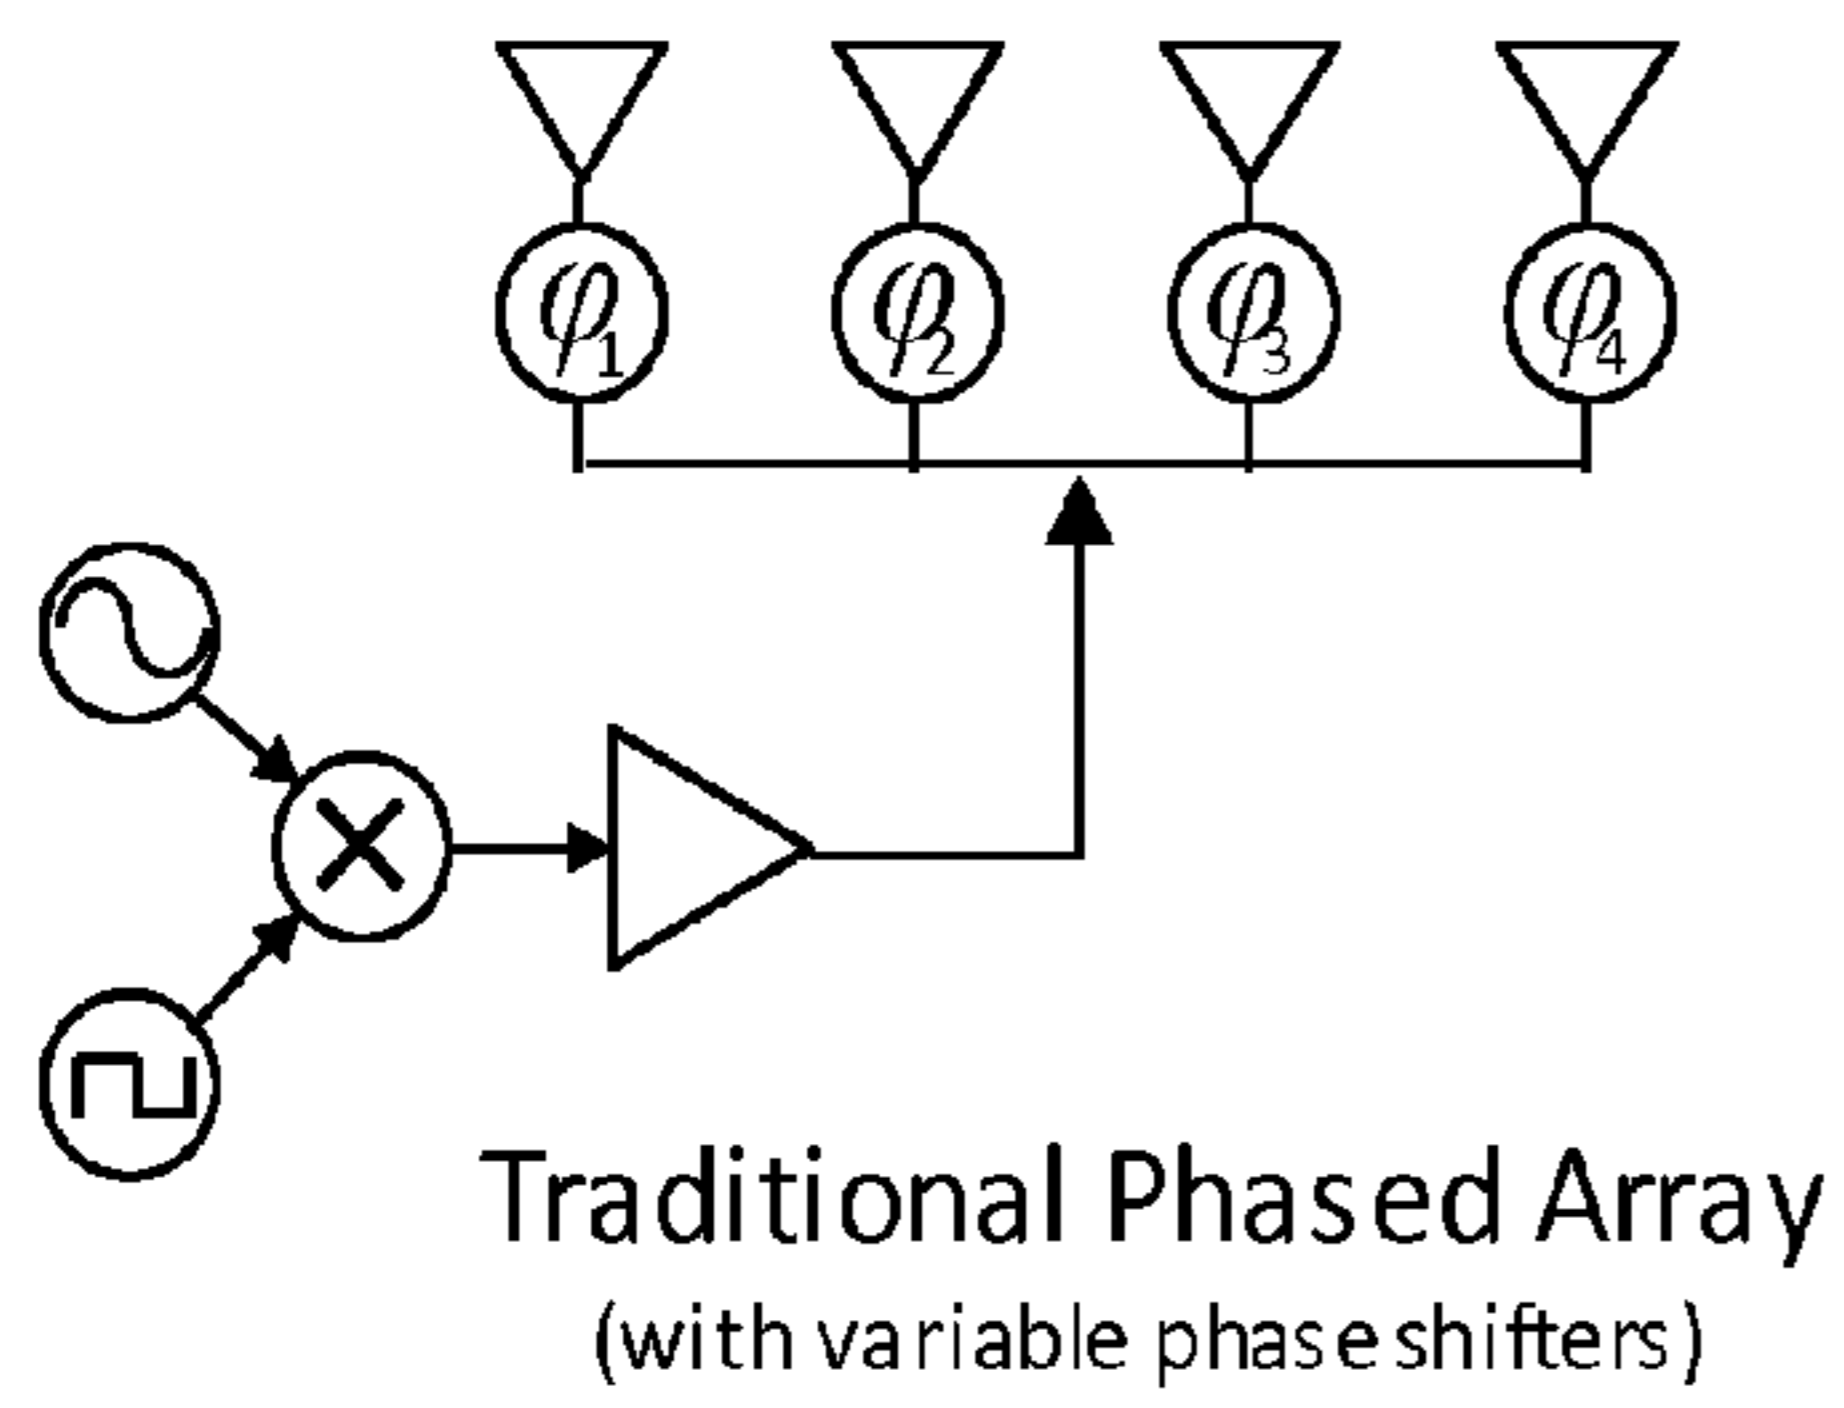 φ1 φ2 φ3 φ4
Traditional Phased Array
(with variable phase shifters)